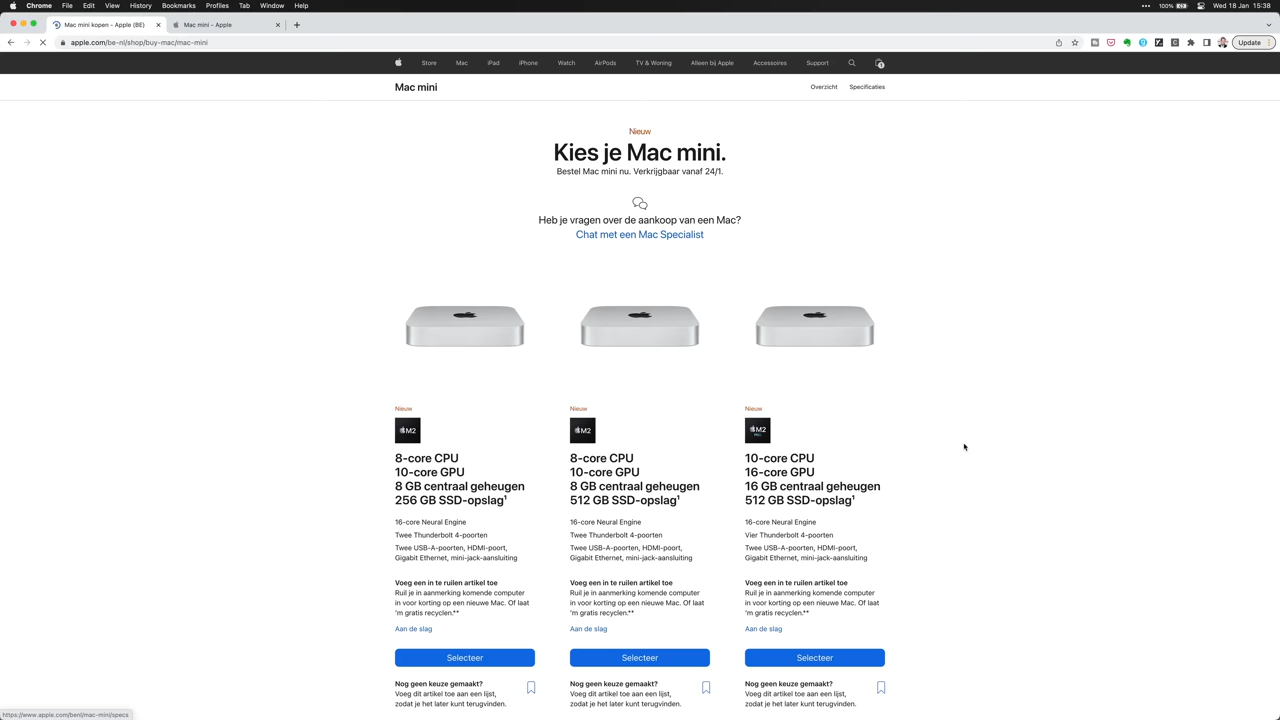 Chrome File Edit View History Bookmarks Profiles Tab Window Help
100% Wed 18 Jan 15:38
Mac mini kopen - Apple (BE)
Mac mini - Apple
apple.com/be-nl/shop/buy-mac/mac-mini
Update
Store Mac iPad iPhone Watch AirPods TV & Woning Alleen bij Apple Accessoires Support
1
Mac mini
Overzicht Specificaties
Nieuw
Kies je Mac mini.
Bestel Mac mini nu. Verkrijgbaar vanaf 24/1.
Heb je vragen over de aankoop van een Mac?
Chat met een Mac Specialist
Nieuw
M2
8-core CPU
10-core GPU
8 GB centraal geheugen
256 GB SSD-opslag¹
16-core Neural Engine
Twee Thunderbolt 4-poorten
Twee USB-A-poorten, HDMI-poort,
Gigabit Ethernet, mini-jack-aansluiting
Voeg een in te ruilen artikel toe
Ruil je in aanmerking komende computer
in voor korting op een nieuwe Mac. Of laat
'm gratis recyclen.**
Aan de slag
Selecteer
Nog geen keuze gemaakt?
Voeg dit artikel toe aan een lijst,
zodat je het later kunt terugvinden.
Nieuw
M2
8-core CPU
10-core GPU
8 GB centraal geheugen
512 GB SSD-opslag¹
16-core Neural Engine
Twee Thunderbolt 4-poorten
Twee USB-A-poorten, HDMI-poort,
Gigabit Ethernet, mini-jack-aansluiting
Voeg een in te ruilen artikel toe
Ruil je in aanmerking komende computer
in voor korting op een nieuwe Mac. Of laat
'm gratis recyclen.**
Aan de slag
Selecteer
Nog geen keuze gemaakt?
Voeg dit artikel toe aan een lijst,
zodat je het later kunt terugvinden.
Nieuw
M2
PRO
10-core CPU
16-core GPU
16 GB centraal geheugen
512 GB SSD-opslag¹
16-core Neural Engine
Vier Thunderbolt 4-poorten
Twee USB-A-poorten, HDMI-poort,
Gigabit Ethernet, mini-jack-aansluiting
Voeg een in te ruilen artikel toe
Ruil je in aanmerking komende computer
in voor korting op een nieuwe Mac. Of laat
'm gratis recyclen.**
Aan de slag
Selecteer
Nog geen keuze gemaakt?
Voeg dit artikel toe aan een lijst,
zodat je het later kunt terugvinden.
https://www.apple.com/benl/mac-mini/specs